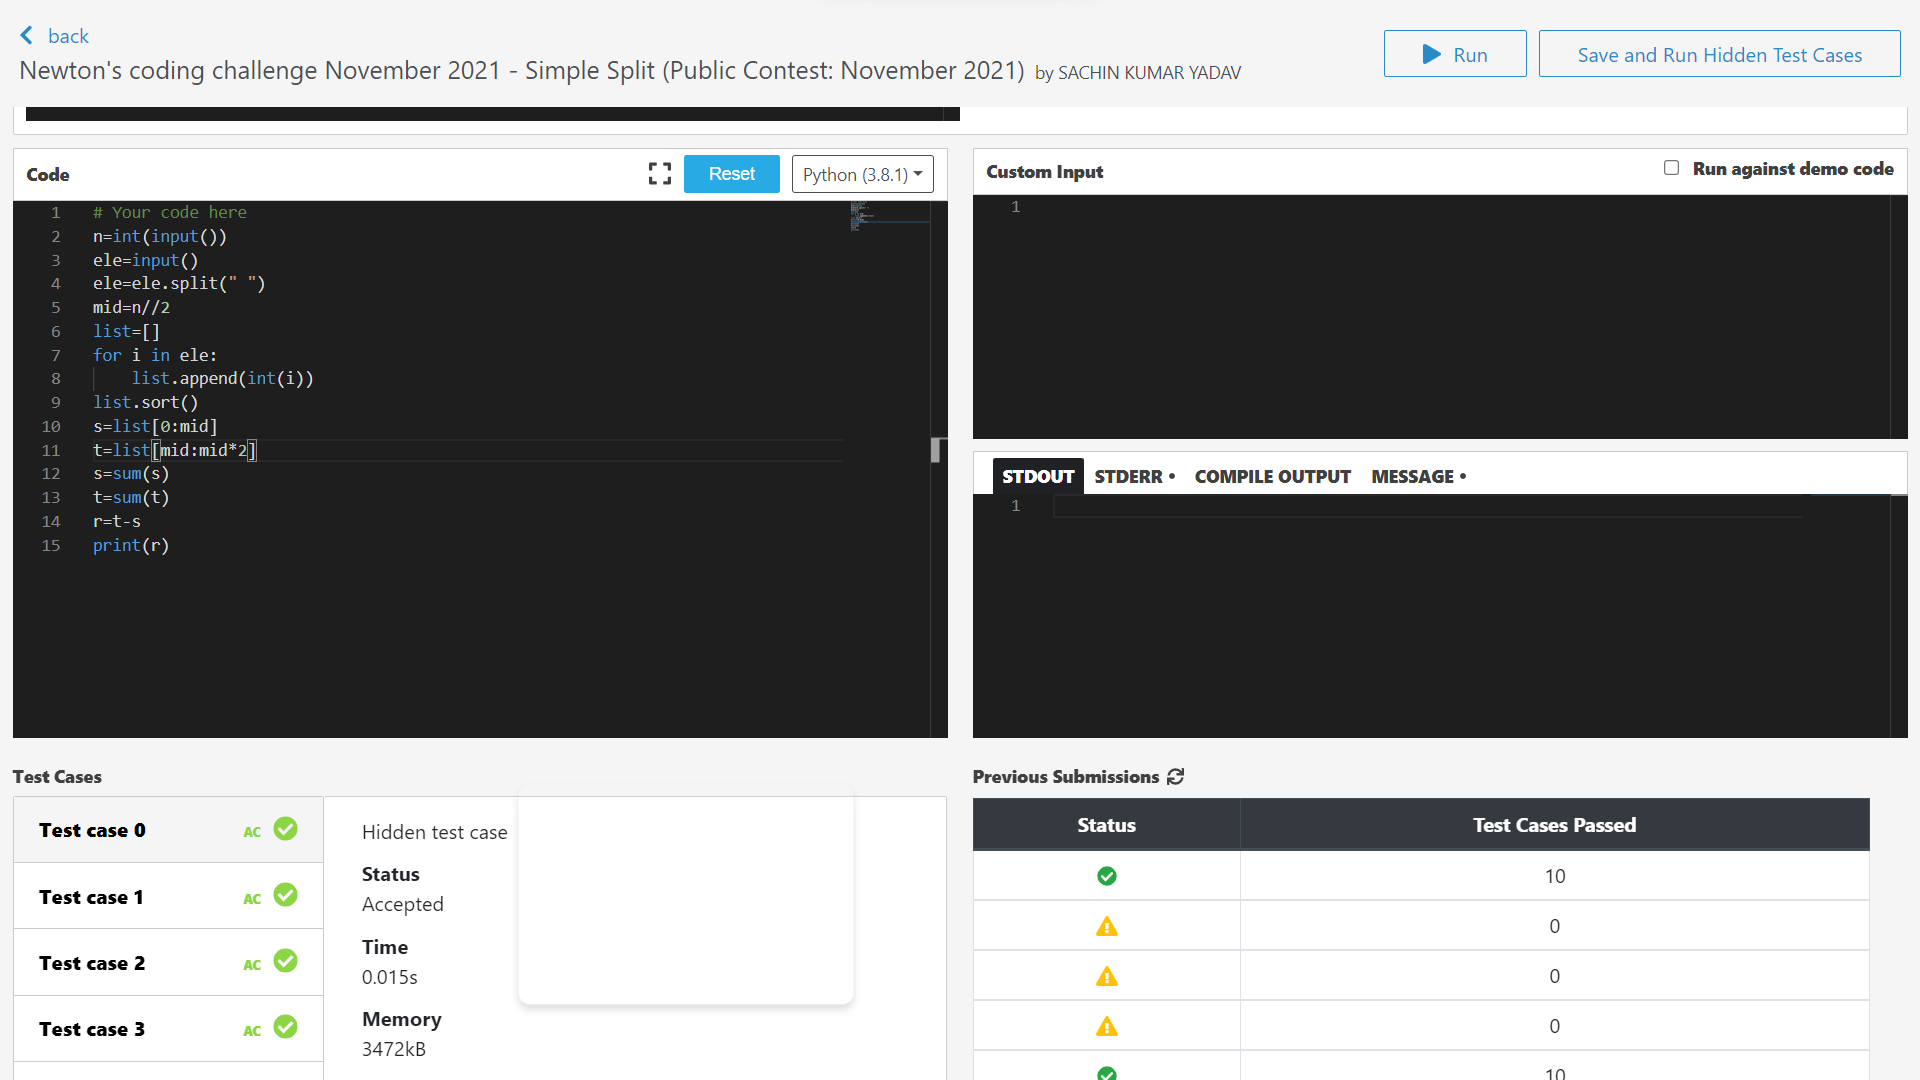 back
Newton's coding challenge November 2021 - Simple Split (Public Contest: November 2021) by SACHIN KUMAR YADAV
Run
Save and Run Hidden Test Cases
Code
Reset
Python (3.8.1)
1 # Your code here
2 n=int(input())
3 ele=input()
4 ele=ele.split(" ")
5 mid=n//2
6 list=[]
7 for i in ele:
8     list.append(int(i))
9 list.sort()
10 s=list[0:mid]
11 t=list[mid:mid*2]
12 s=sum(s)
13 t=sum(t)
14 r=t-s
15 print(r)
Custom Input
Run against demo code
1
STDOUT STDERR • COMPILE OUTPUT MESSAGE •
1
Test Cases
Test case 0 AC
Test case 1 AC
Test case 2 AC
Test case 3 AC
Hidden test case
Status
Accepted
Time
0.015s
Memory
3472kB
Previous Submissions
Status Test Cases Passed
10
0
0
0
10